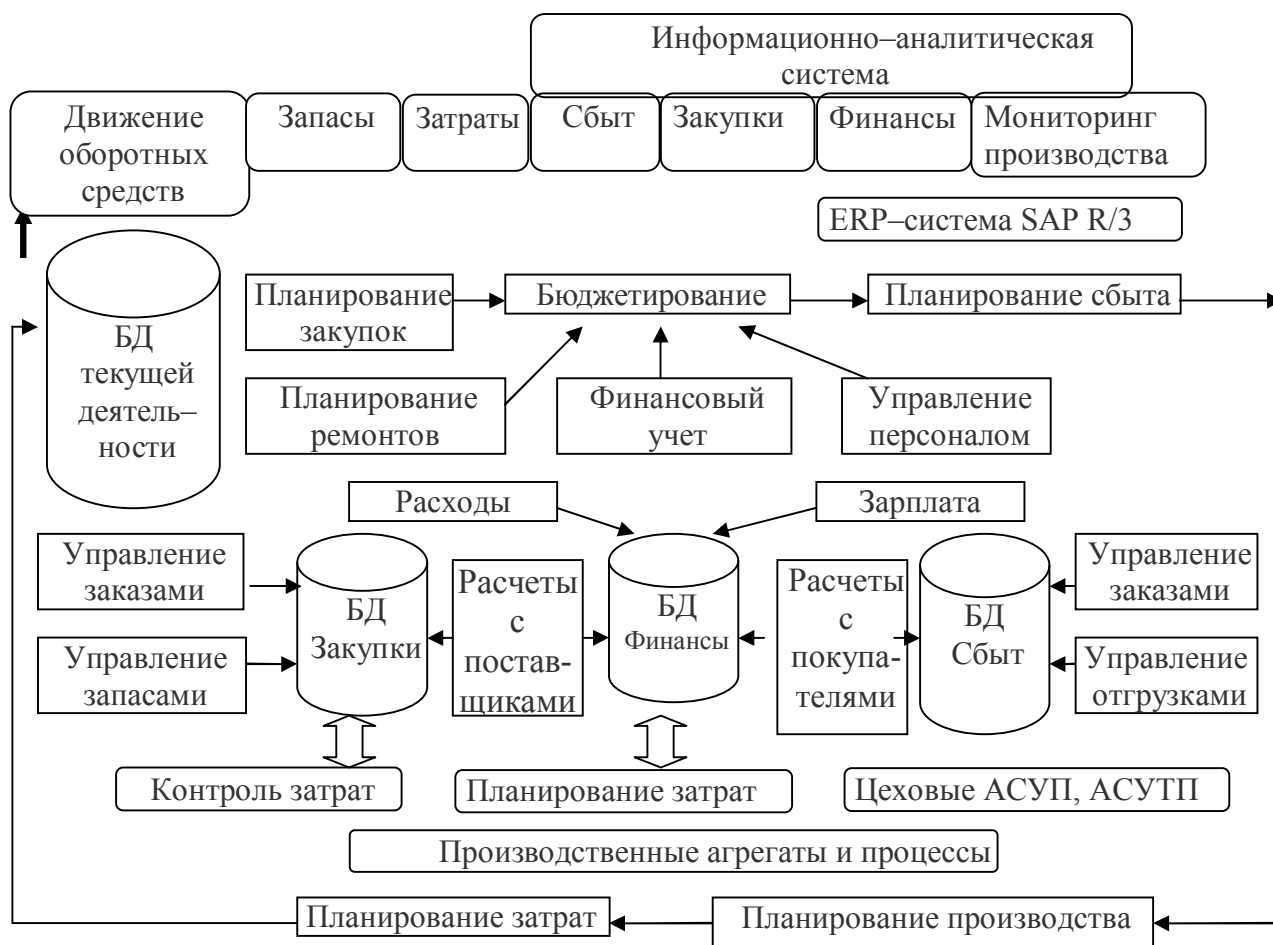 Информационно–аналитическая
система
Движение
оборотных
средств
Запасы
Затраты
Сбыт
Закупки
Финансы
Мониторинг
производства
ERP–система SAP R/3
БД
текущей
деятель–
ности
Планирование
закупок
Бюджетирование
Планирование сбыта
Планирование
ремонтов
Финансовый
учет
Управление
персоналом
Расходы
Зарплата
Управление
заказами
Управление
запасами
БД
Закупки
Расчеты
с
постав-
щиками
БД
Финансы
Расчеты
с
покупа-
телями
БД
Сбыт
Управление
заказами
Управление
отгрузками
Контроль затрат
Планирование затрат
Цеховые АСУП, АСУТП
Производственные агрегаты и процессы
Планирование затрат
Планирование производства